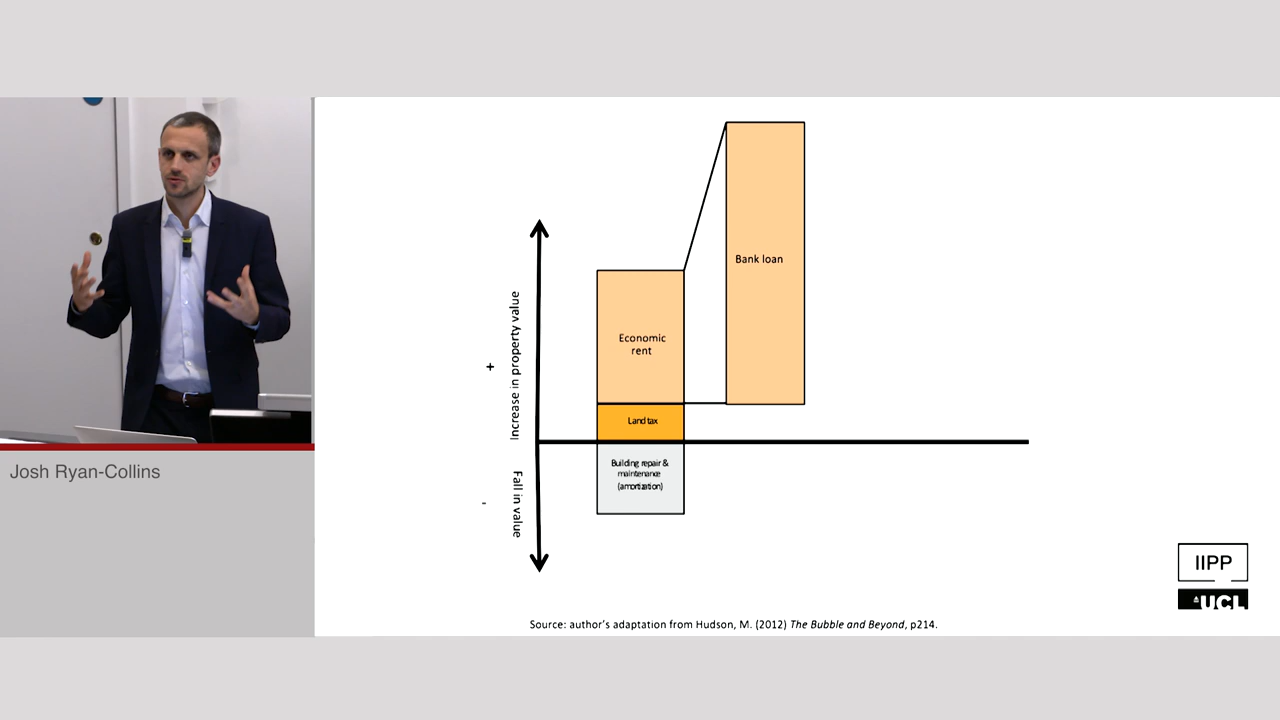 Josh Ryan-Collins
Bank loan
Economic
rent
Land tax
Building repair &
maintenance
(amortization)
+
Increase in property value
-
Fall in value
Source: author's adaptation from Hudson, M. (2012) The Bubble and Beyond, p214.
IIPP
UCL